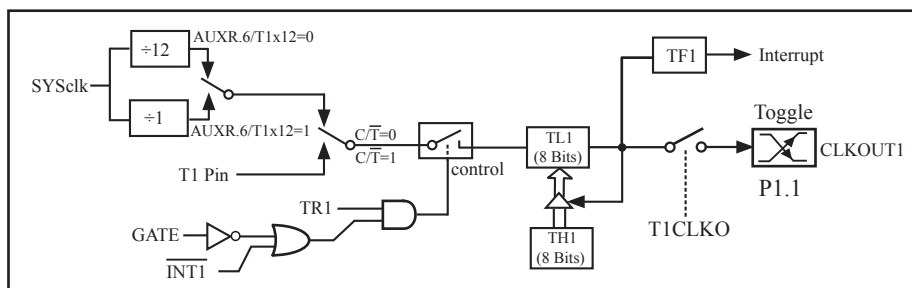 AUXR.6/T1x12=0
÷12
SYSclk
÷1
AUXR.6/T1x12=1
T1 Pin
C/T̅=0
C/T̅=1
control
TR1
GATE
I̅N̅T̅1̅
TL1
(8 Bits)
TH1
(8 Bits)
TF1
Interrupt
Toggle
CLKOUT1
P1.1
T1CLKO